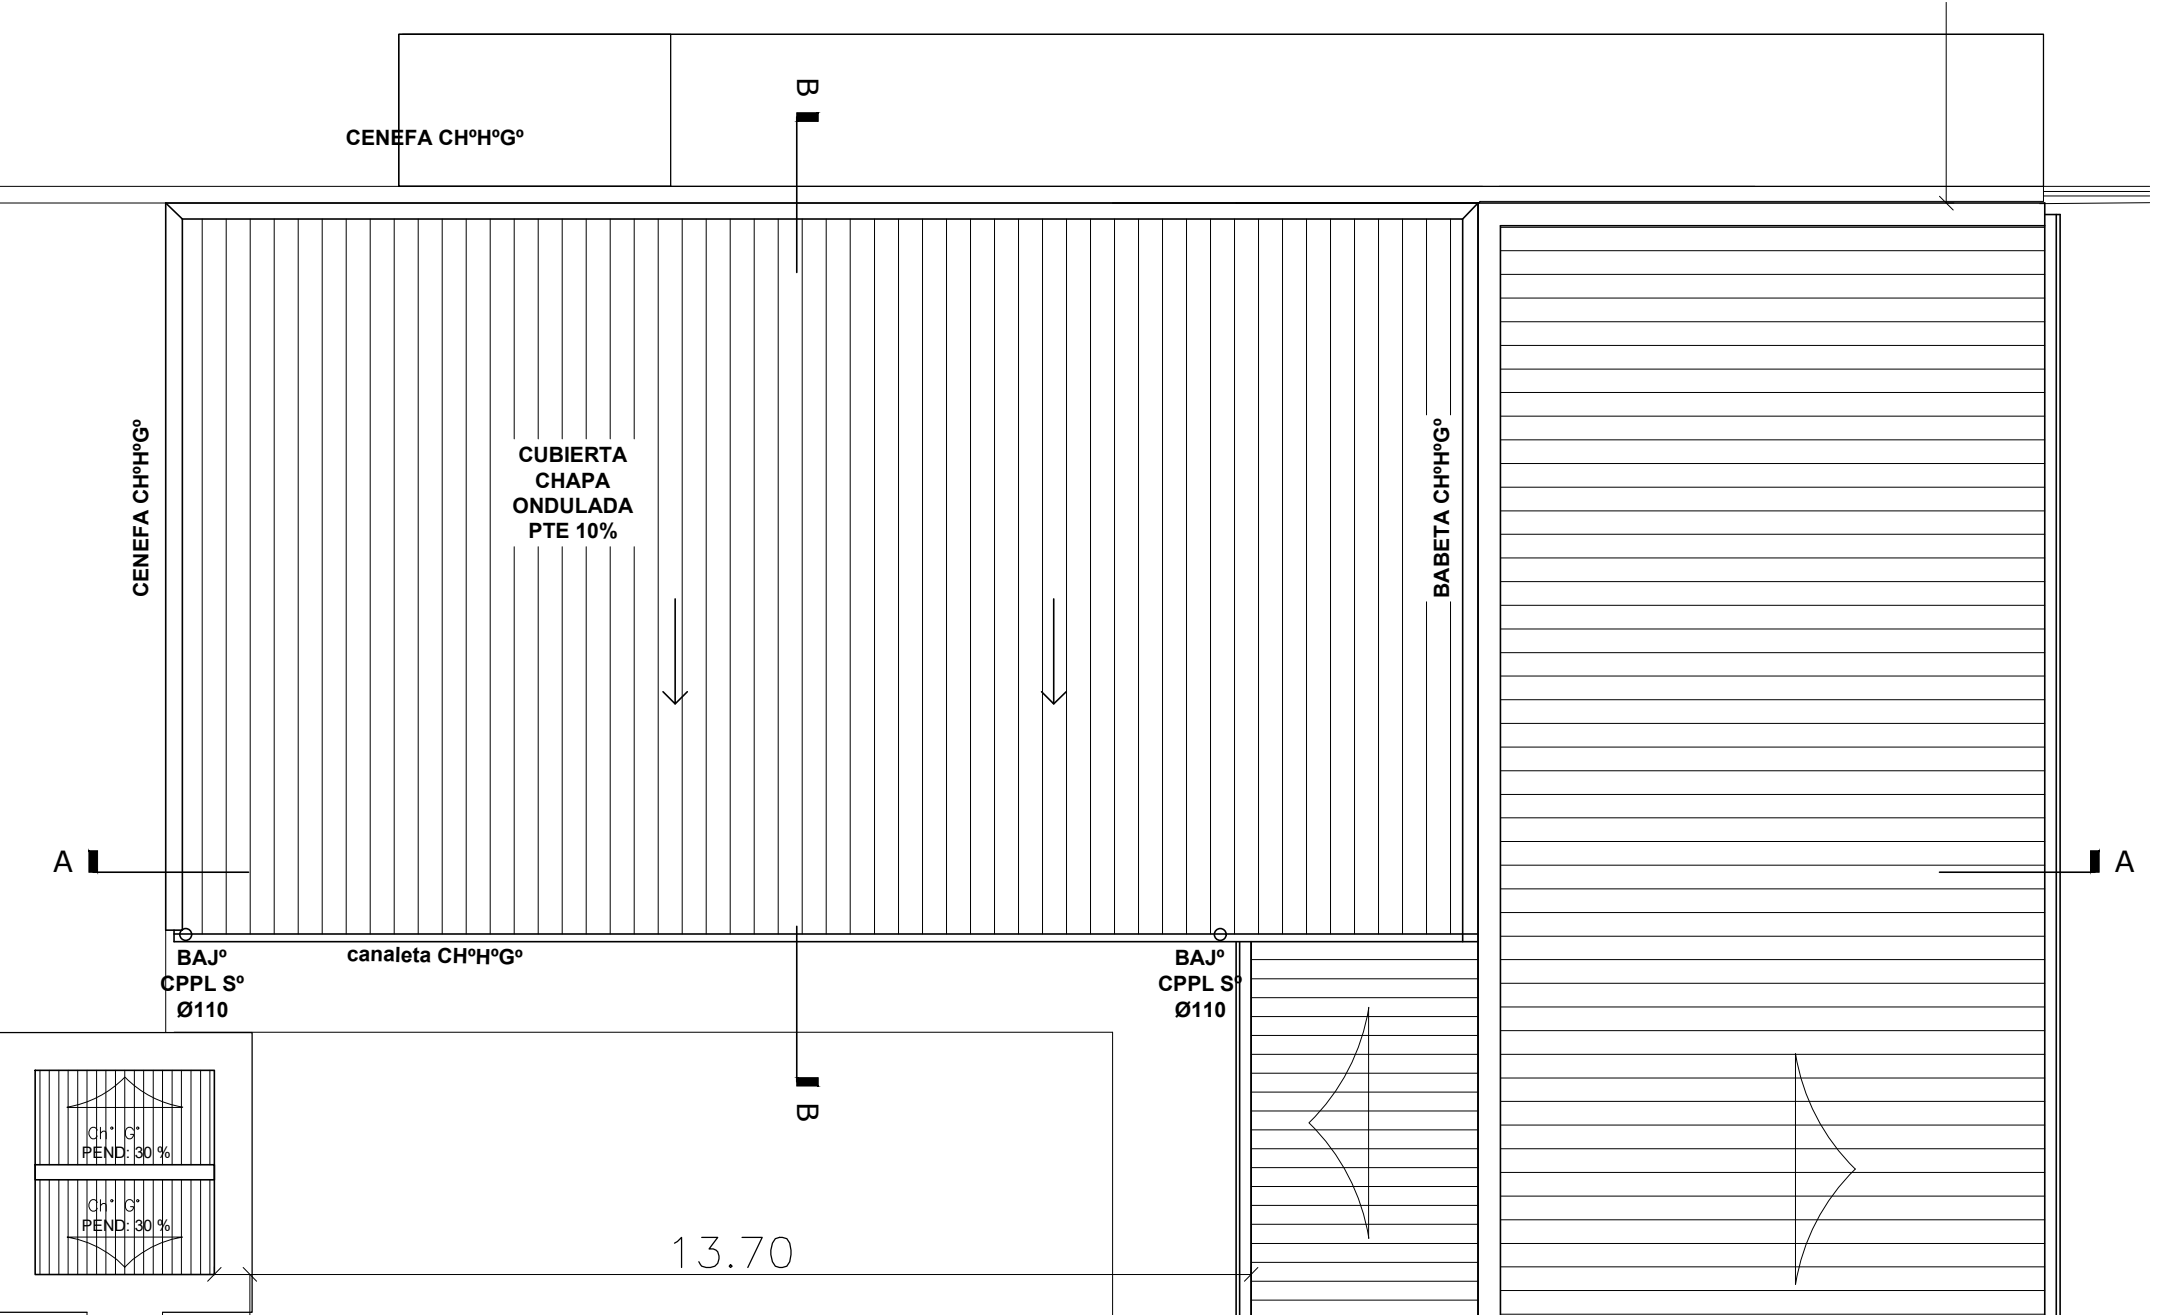 B
CENEFA CHºHºGº
CENEFA CHºHºGº
CUBIERTA
CHAPA
ONDULADA
PTE 10%
BABETA CHºHºGº
A
A
BAJº
CPPL Sº
Ø110
canaleta CHºHºGº
BAJº
CPPL Sº
Ø110
B
Ch° G°
PEND: 30 %
Ch° G°
PEND: 30 %
13.70